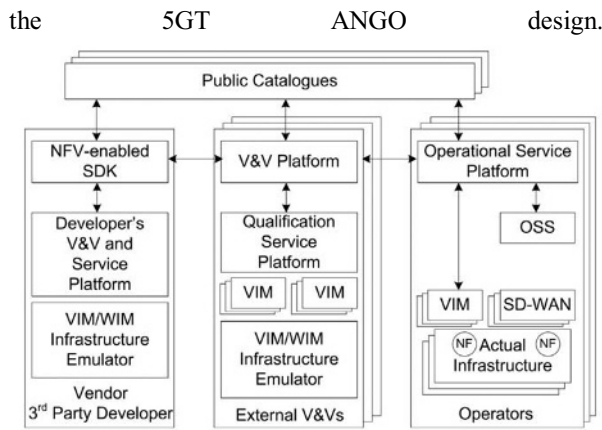 the 5GT ANGO design.
Public Catalogues
NFV-enabled
SDK
Developer's
V&V and
Service
Platform
VIM/WIM
Infrastructure
Emulator
Vendor
3rd Party Developer
V&V Platform
Qualification
Service
Platform
VIM VIM
VIM/WIM
Infrastructure
Emulator
External V&Vs
Operational Service
Platform
OSS
VIM SD-WAN
NF Actual NF
Infrastructure
Operators